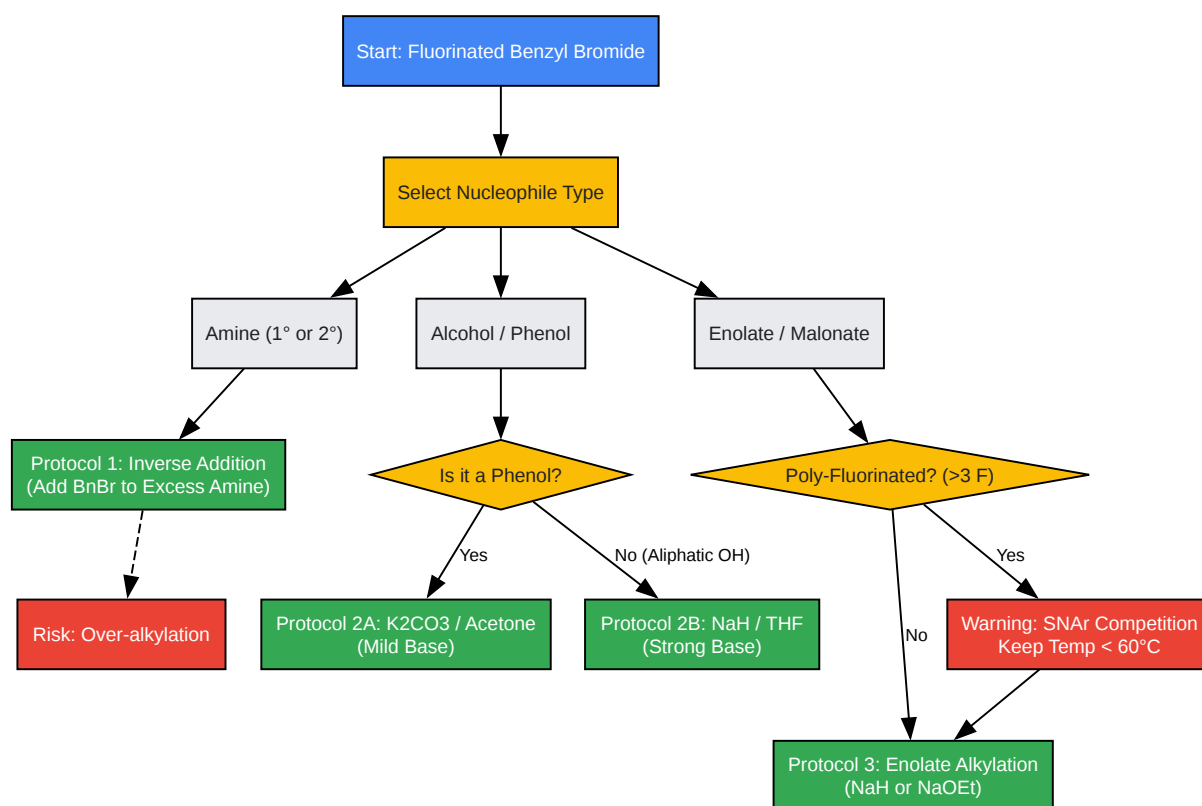 Start: Fluorinated Benzyl Bromide
Select Nucleophile Type
Amine (1° or 2°)
Alcohol / Phenol
Enolate / Malonate
Protocol 1: Inverse Addition
(Add BnBr to Excess Amine)
Is it a Phenol?
Poly-Fluorinated? (>3 F)
Yes
No (Aliphatic OH)
Yes
Risk: Over-alkylation
Protocol 2A: K2CO3 / Acetone
(Mild Base)
Protocol 2B: NaH / THF
(Strong Base)
No
Warning: SNAr Competition
Keep Temp < 60°C
Protocol 3: Enolate Alkylation
(NaH or NaOEt)